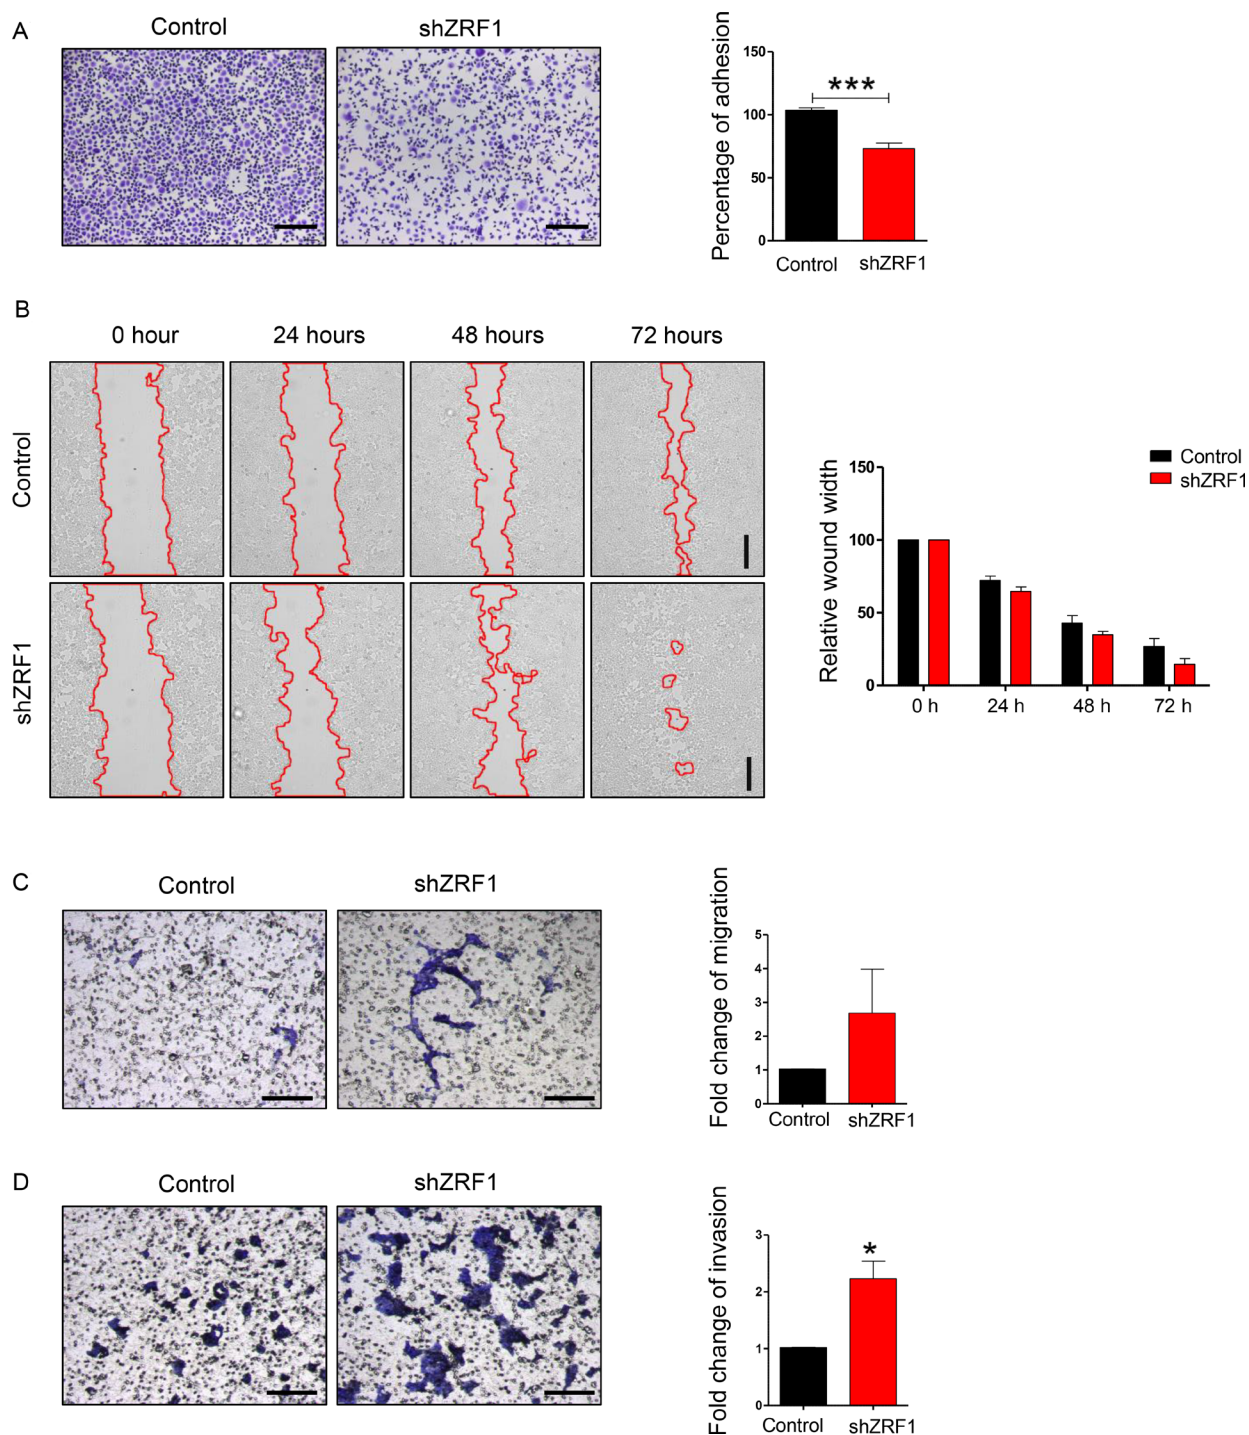 A
Control
shZRF1
Percentage of adhesion
150
100
50
0
***
Control
shZRF1
B
0 hour
24 hours
48 hours
72 hours
Control
shZRF1
Relative wound width
150
100
50
0
Control
shZRF1
0 h
24 h
48 h
72 h
C
Control
shZRF1
Fold change of migration
5
4
3
2
1
0
Control
shZRF1
D
Control
shZRF1
Fold change of invasion
3
2
1
0
*
Control
shZRF1